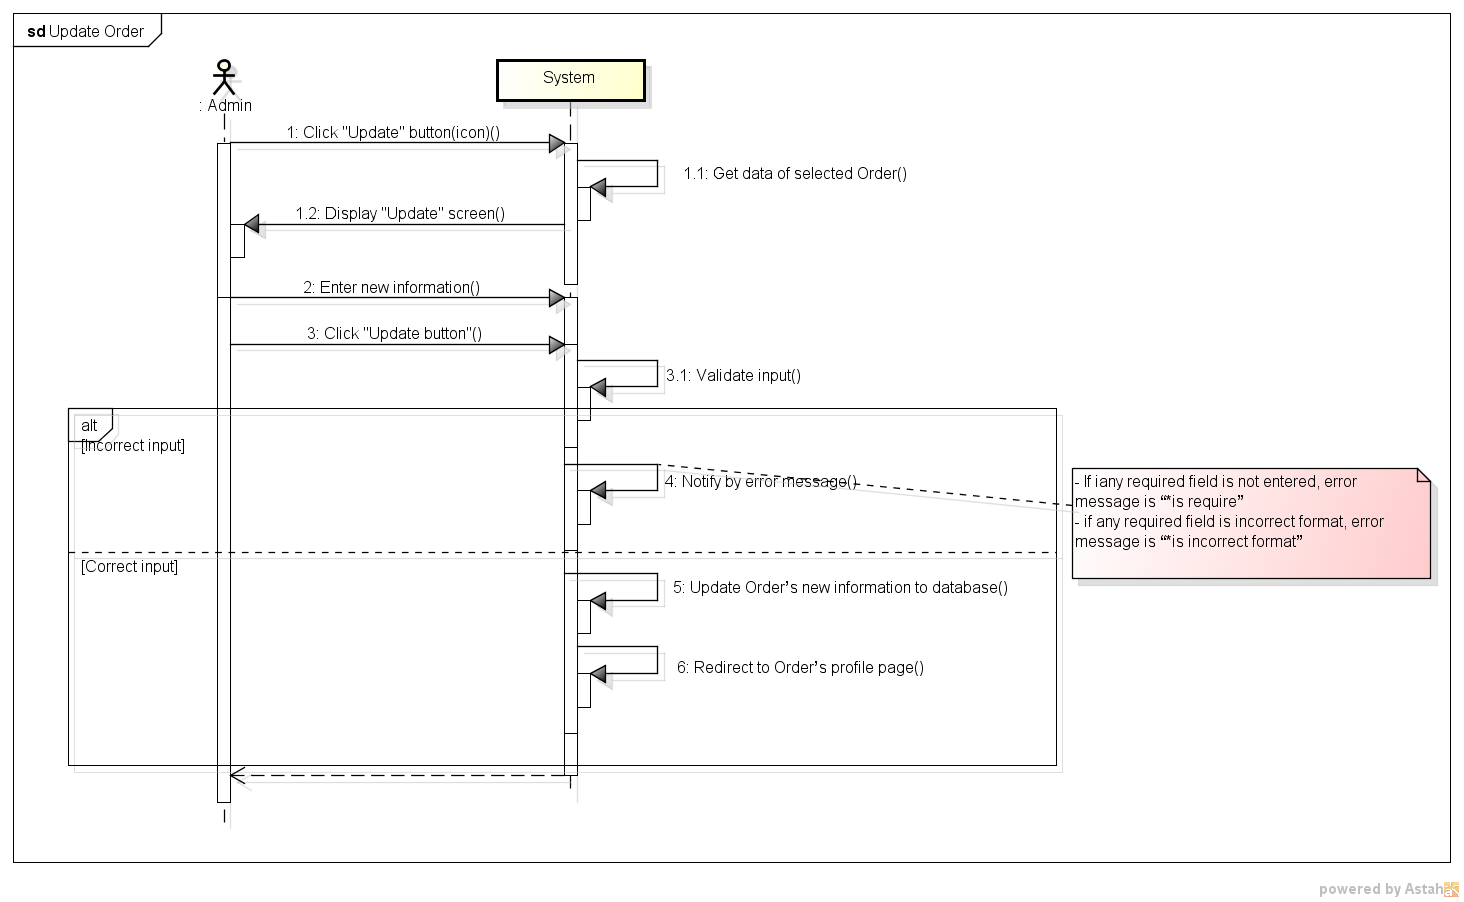 sd Update Order
: Admin
System
1: Click "Update" button(icon)()
1.1: Get data of selected Order()
1.2: Display "Update" screen()
2: Enter new information()
3: Click "Update button"()
3.1: Validate input()
alt
[Incorrect input]
4: Notify by error message()
- If iany required field is not entered, error
message is “*is require”
- if any required field is incorrect format, error
message is “*is incorrect format”
[Correct input]
5: Update Order’s new information to database()
6: Redirect to Order’s profile page()
powered by Astah